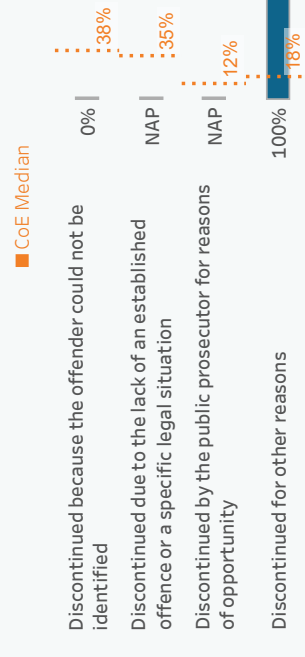 CoE Median
Discontinued because the offender could not be
identified
0%
38%
Discontinued due to the lack of an established
offence or a specific legal situation
NAP
35%
Discontinued by the public prosecutor for reasons
of opportunity
NAP
12%
Discontinued for other reasons
100%
18%